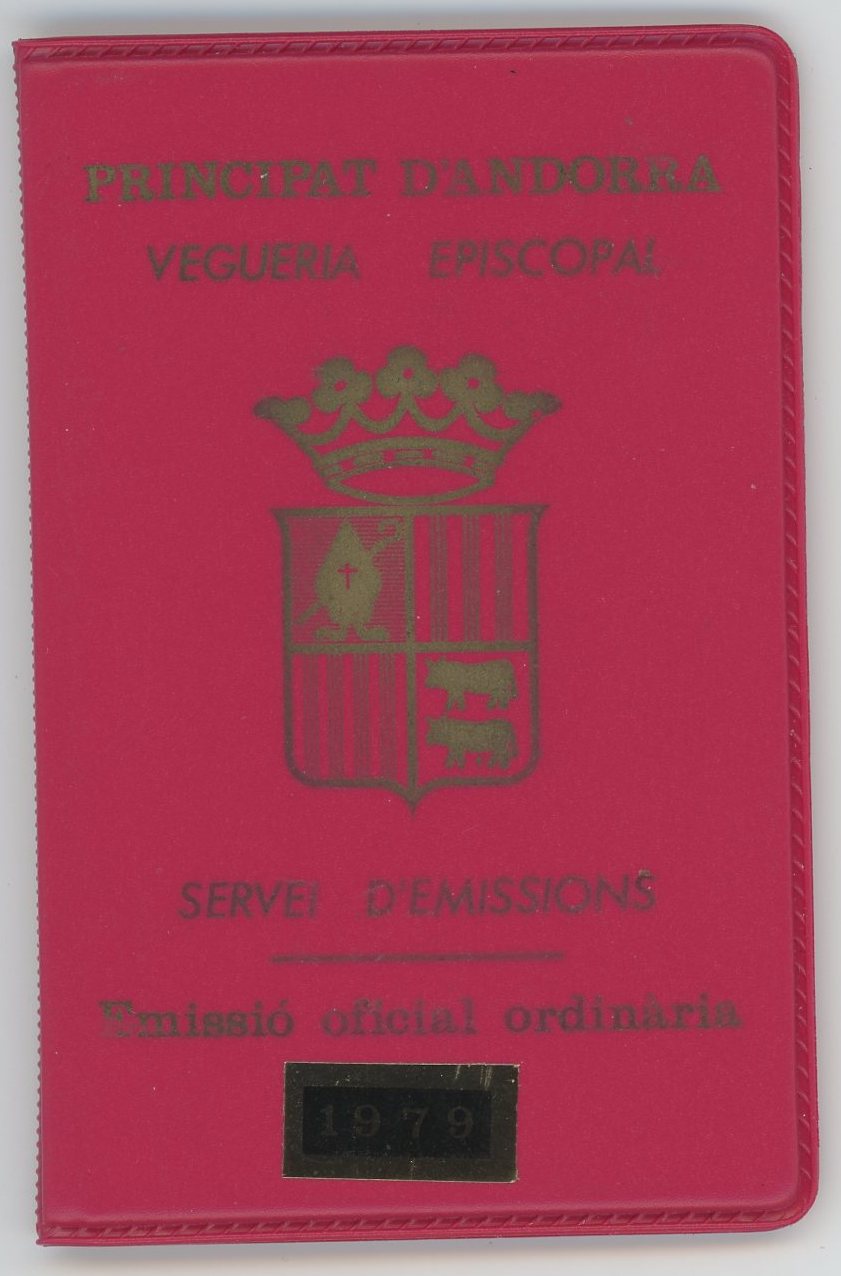 PRINCIPAT D'ANDORRA
VEGUERIA EPISCOPAL
SERVEI D'EMISSIONS
Emissió oficial ordinària
1979